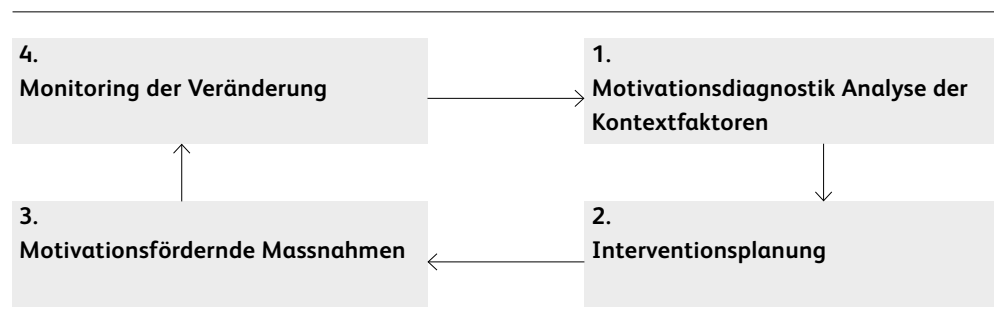 4.
Monitoring der Veränderung
1.
Motivationsdiagnostik Analyse der
Kontextfaktoren
3.
Motivationsfördernde Massnahmen
2.
Interventionsplanung